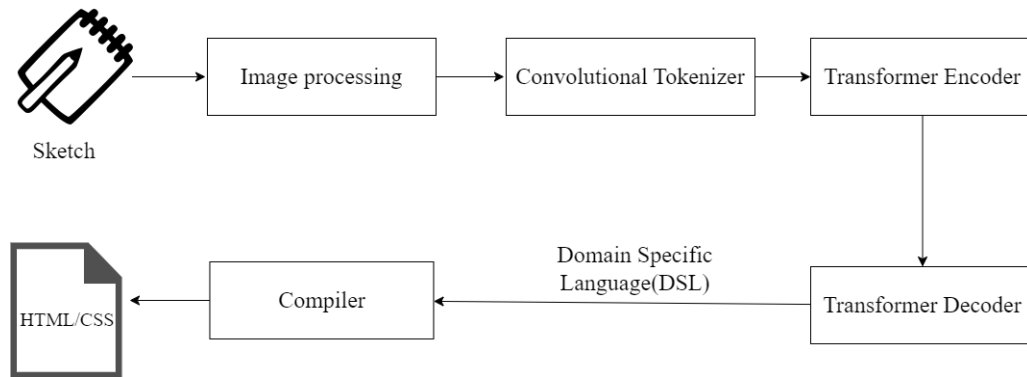 Image processing
Convolutional Tokenizer
Transformer Encoder
Sketch
Domain Specific
Language(DSL)
Compiler
Transformer Decoder
HTML/CSS